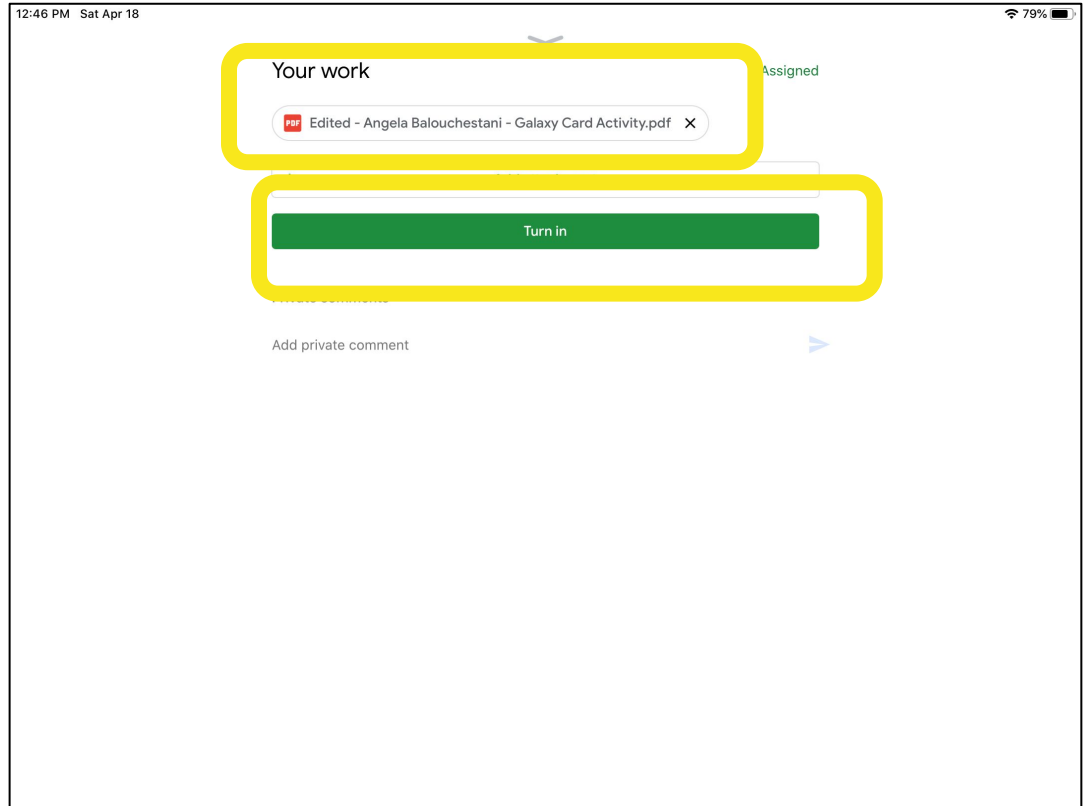 12:46 PM Sat Apr 18
79%
Your work
Assigned
PDF Edited - Angela Balouchestani - Galaxy Card Activity.pdf X
Turn in
Add private comment